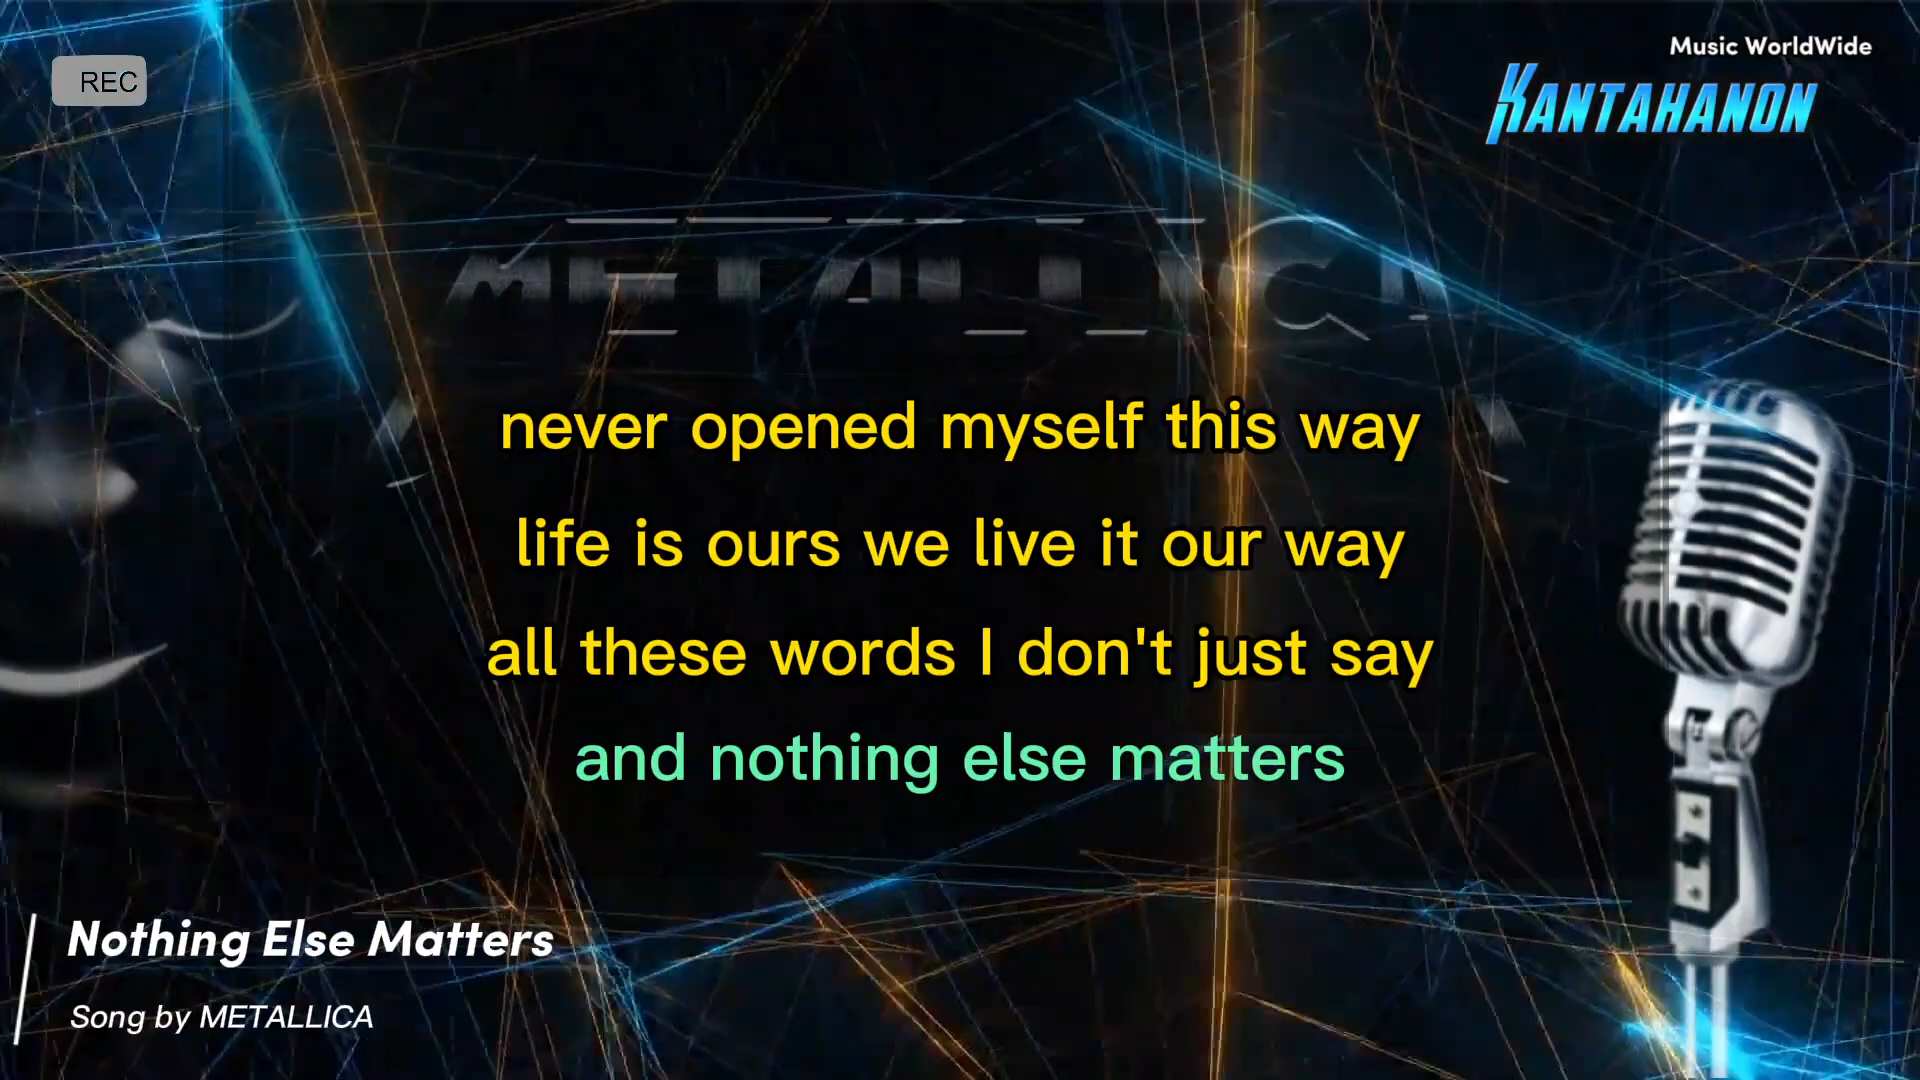 Music WorldWide
REC
KANTAHANON
METALLICA
never opened myself this way
life is ours we live it our way
all these words I don't just say
and nothing else matters
Nothing Else Matters
Song by METALLICA